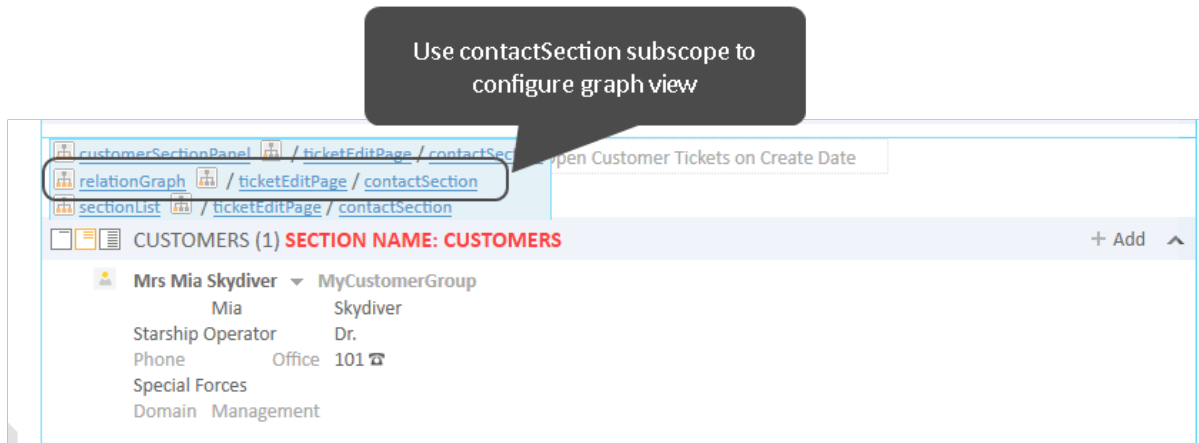 Use contactSection subscope to
configure graph view
customerSectionPanel / ticketEditPage / contactSec pen Customer Tickets on Create Date
relationGraph / ticketEditPage / contactSection
sectionList / ticketEditPage / contactSection
CUSTOMERS (1) SECTION NAME: CUSTOMERS + Add
Mrs Mia Skydiver MyCustomerGroup
Mia Skydiver
Starship Operator Dr.
Phone Office 101
Special Forces
Domain Management